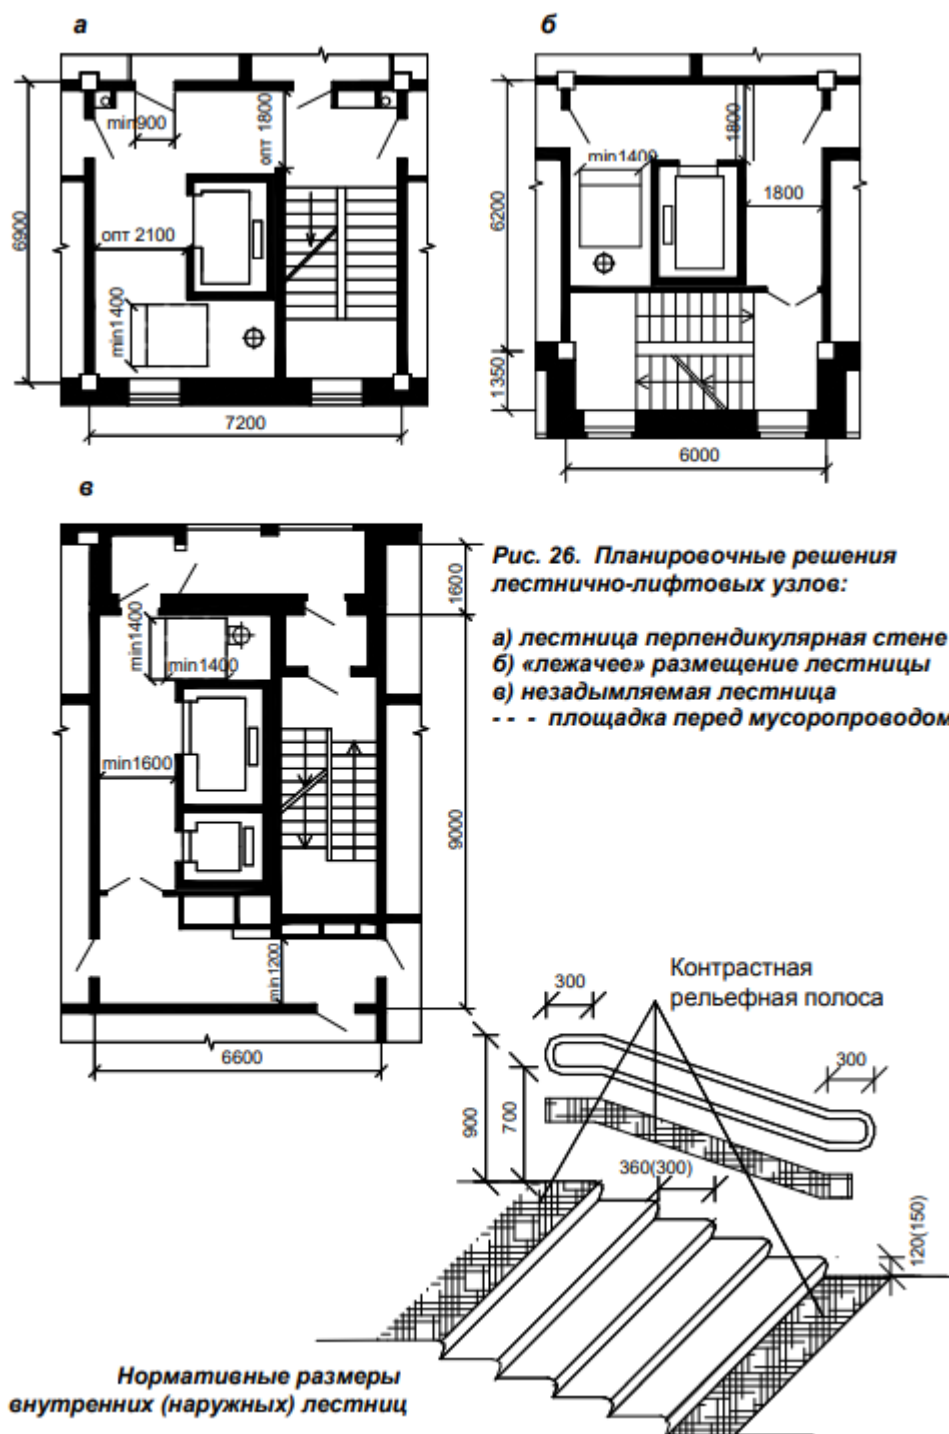 а
б
min900
опт 1800
6900
опт 2100
min1400
7200
1800
min1400
1800
6200
1350
6000
в
Рис. 26. Планировочные решения
лестнично-лифтовых узлов:
а) лестница перпендикулярная стене
б) «лежачее» размещение лестницы
в) незадымляемая лестница
- - - площадка перед мусоропроводом
1600
min1400
min1400
min1600
9000
min1200
6600
Контрастная
рельефная полоса
300
300
900
700
360(300)
120(150)
Нормативные размеры
внутренних (наружных) лестниц